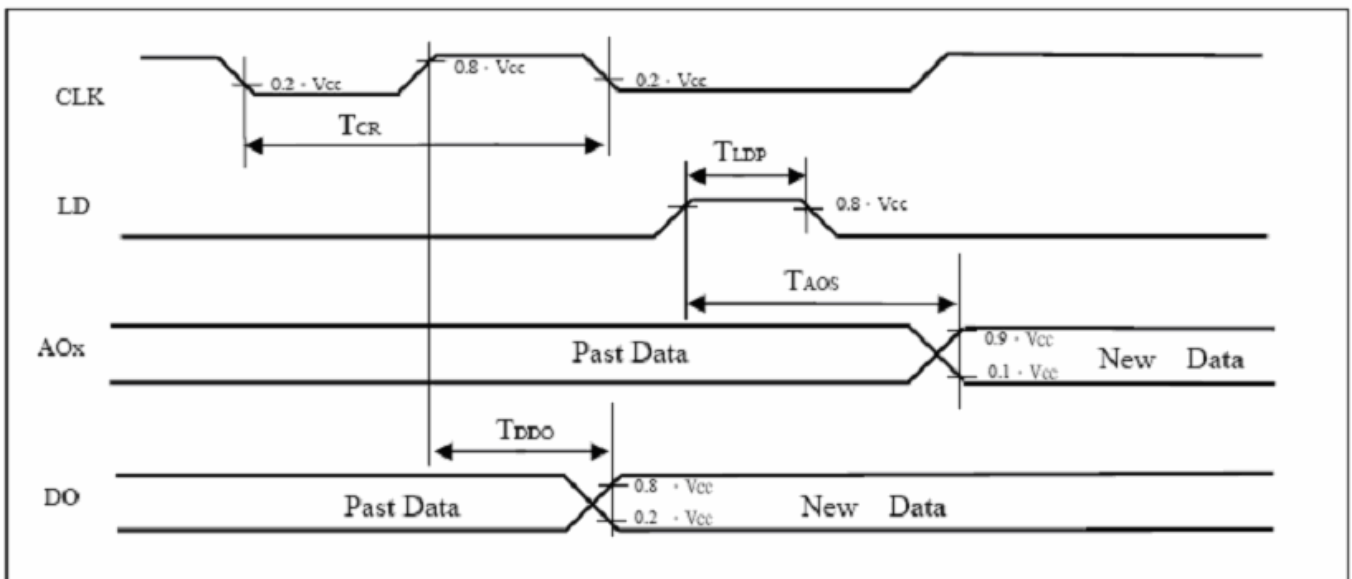 CLK
0.2 · Vcc
0.8 · Vcc
0.2 · Vcc
TCR
LD
TLDP
0.8 · Vcc
TAOS
AOx
Past Data
0.9 · Vcc
0.1 · Vcc
New Data
TDDO
DO
Past Data
0.8 · Vcc
0.2 · Vcc
New Data